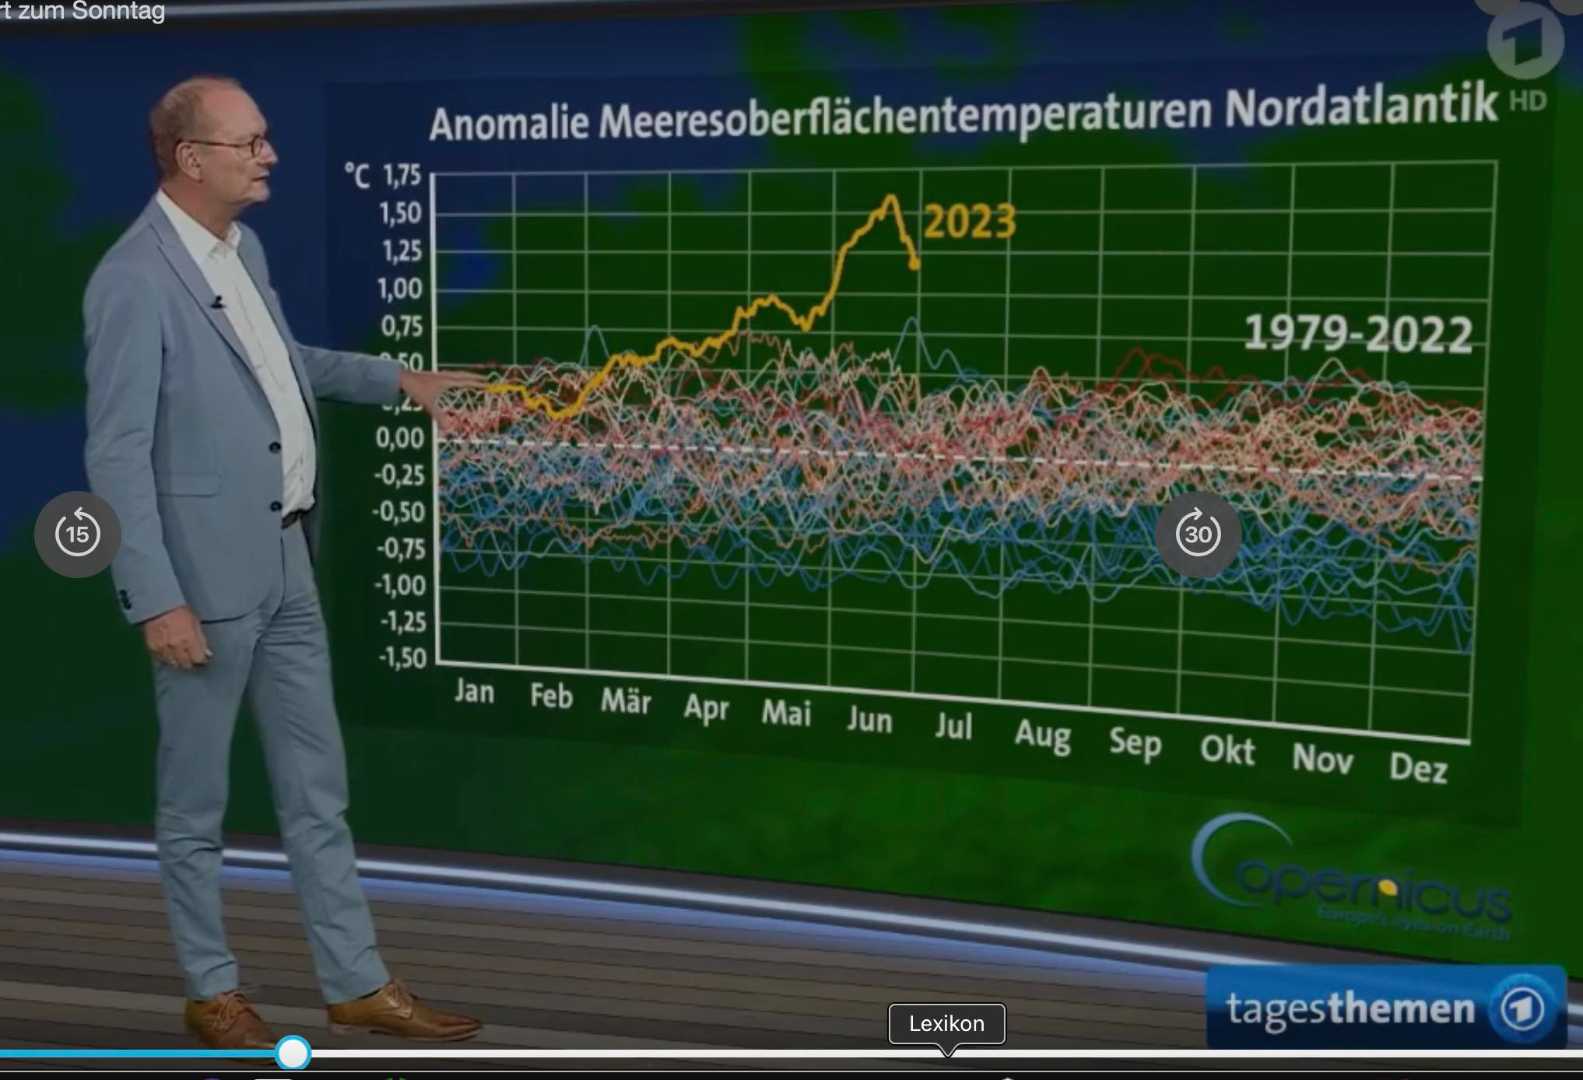 rt zum Sonntag
HD
Anomalie Meeresoberflächentemperaturen Nordatlantik
°C 1,75
1,50
1,25
1,00
0,75
0,50
0,25
0,00
-0,25
-0,50
-0,75
-1,00
-1,25
-1,50
2023
1979-2022
Jan Feb Mär Apr Mai Jun Jul Aug Sep Okt Nov Dez
15
30
Copernicus
Europe's eyes on Earth
tagesthemen
Lexikon